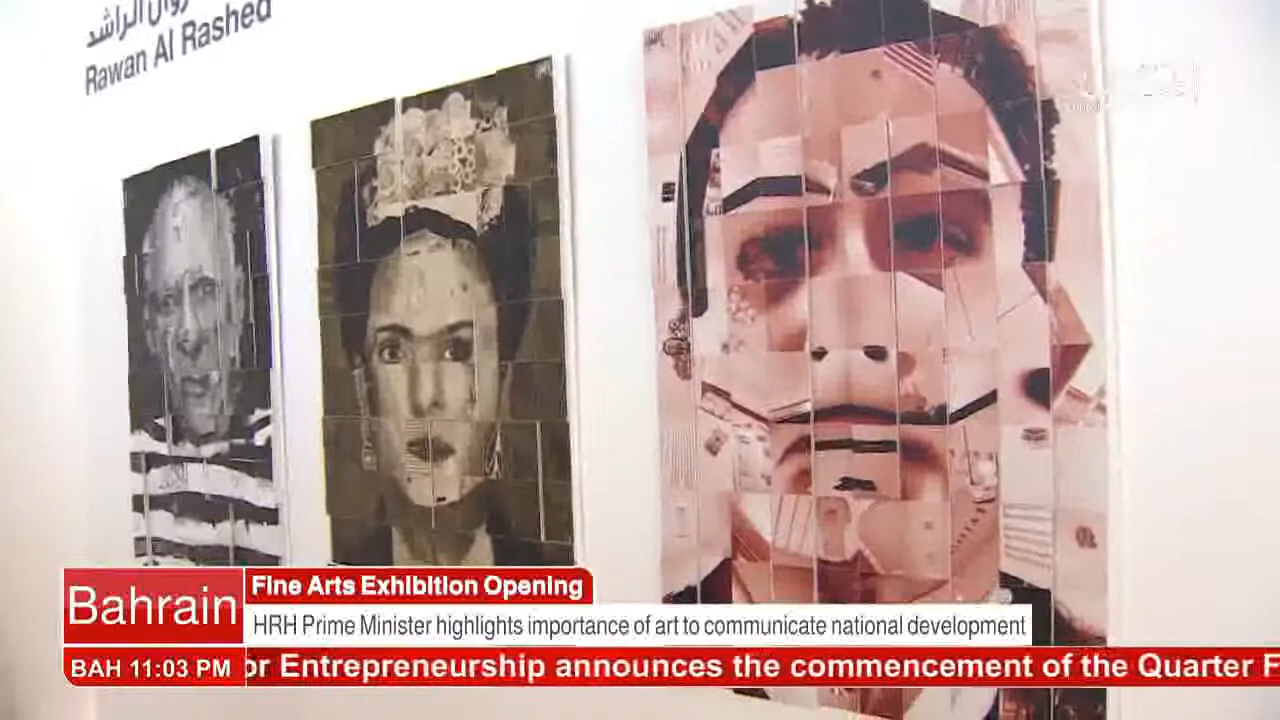 روان الراشد
Rawan Al Rashed
Bahrain
Fine Arts Exhibition Opening
HRH Prime Minister highlights importance of art to communicate national development
BAH 11:03 PM
or Entrepreneurship announces the commencement of the Quarter F